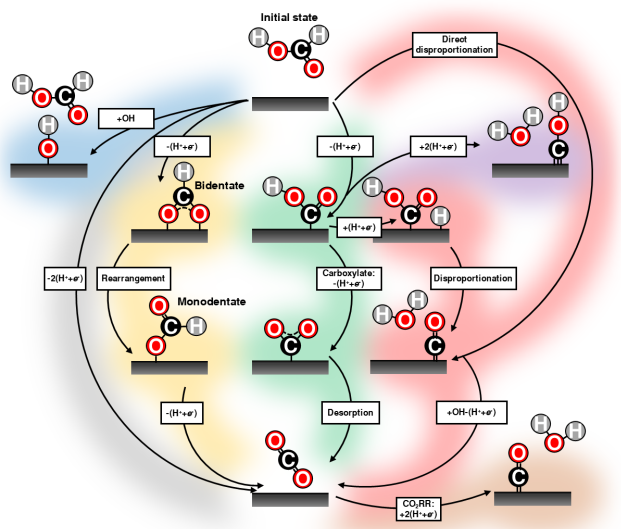 Initial state
H
H
O
C
O
Direct
disproportionation
H
H
O
C
O
H
O
+OH
-(H⁺+e⁻)
-(H⁺+e⁻)
+2(H⁺+e⁻)
H
H
O
H
O
C
Bidentate
H
C
O
O
H
O
O
C
+(H⁺+e⁻)
H
O
O
C
H
-2(H⁺+e⁻)
Rearrangement
Carboxylate:
-(H⁺+e⁻)
Disproportionation
Monodentate
O
C
H
O
O
O
C
H
H
O
O
C
-(H⁺+e⁻)
Desorption
+OH-(H⁺+e⁻)
O
C
O
CO₂RR:
+2(H⁺+e⁻)
H
H
O
O
C